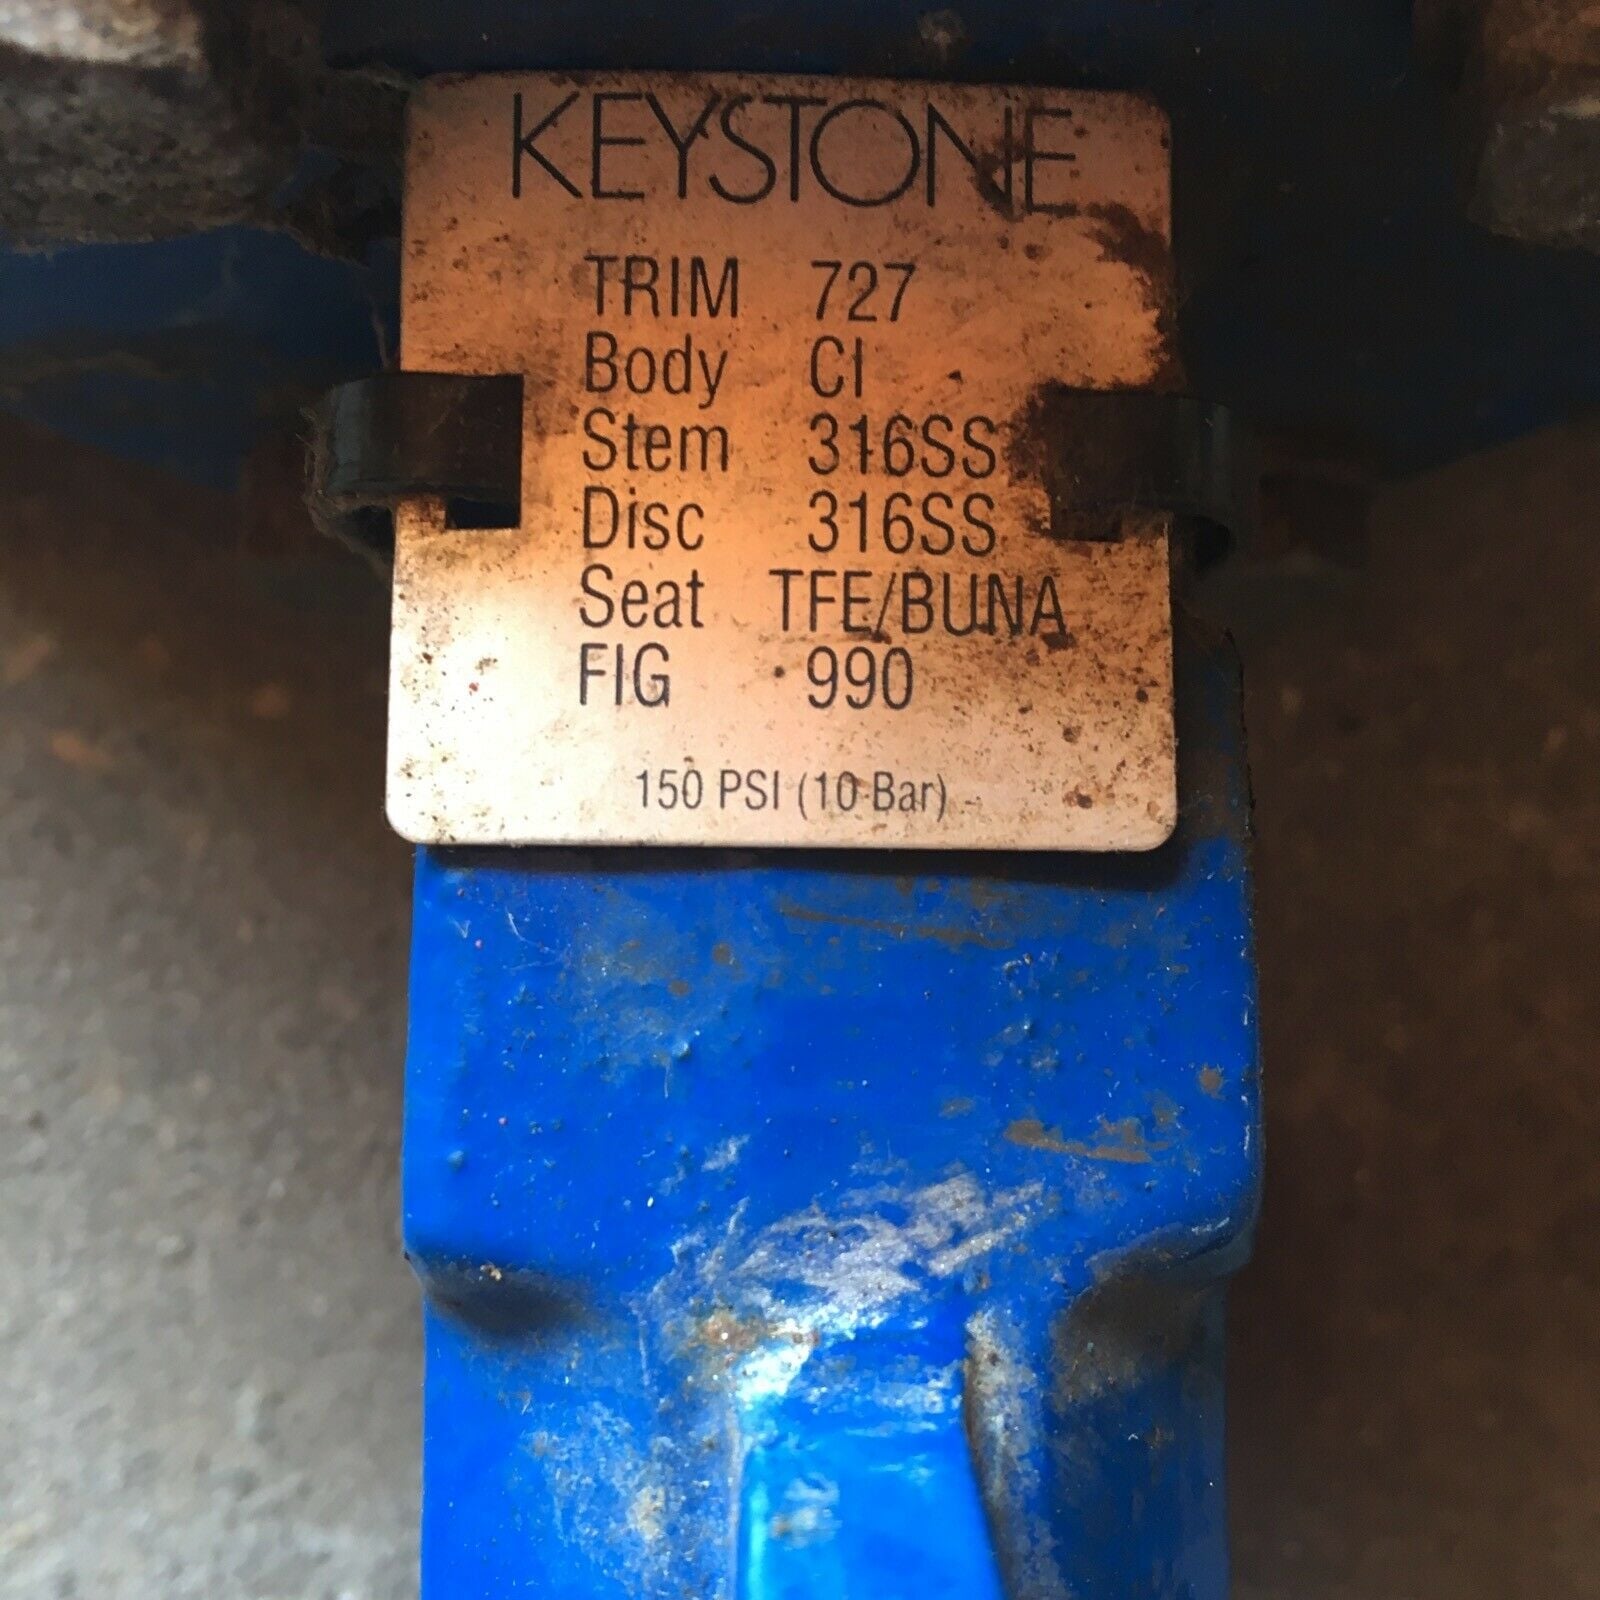 KEYSTONE
TRIM 727
Body CI
Stem 316SS
Disc 316SS
Seat TFE/BUNA
FIG 990
150 PSI (10 Bar)